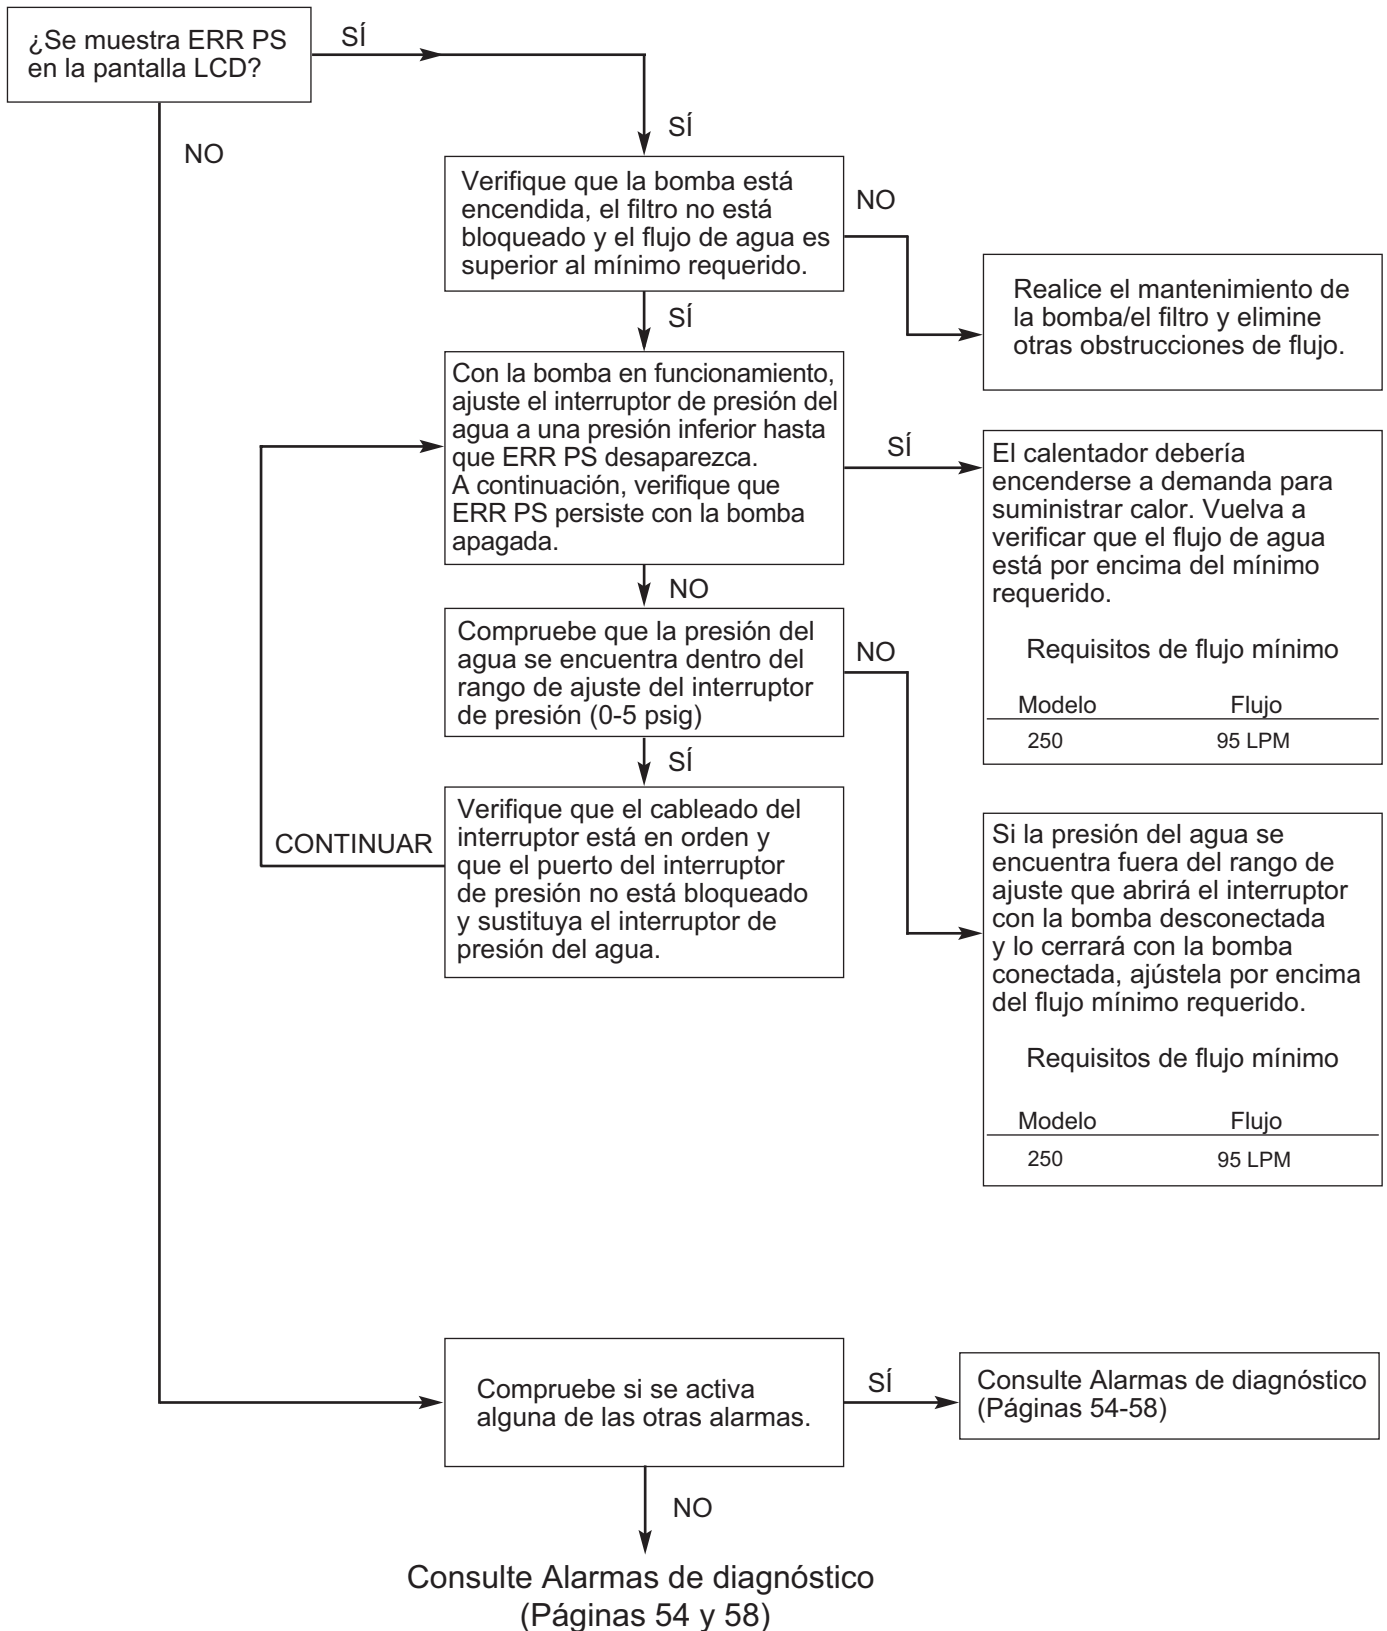 ¿Se muestra ERR PS
en la pantalla LCD?
SÍ
NO
SÍ
Verifique que la bomba está
encendida, el filtro no está
bloqueado y el flujo de agua es
superior al mínimo requerido.
NO
Realice el mantenimiento de
la bomba/el filtro y elimine
otras obstrucciones de flujo.
SÍ
Con la bomba en funcionamiento,
ajuste el interruptor de presión del
agua a una presión inferior hasta
que ERR PS desaparezca.
A continuación, verifique que
ERR PS persiste con la bomba
apagada.
SÍ
El calentador debería
encenderse a demanda para
suministrar calor. Vuelva a
verificar que el flujo de agua
está por encima del mínimo
requerido.
Requisitos de flujo mínimo
Modelo Flujo
250 95 LPM
NO
Compruebe que la presión del
agua se encuentra dentro del
rango de ajuste del interruptor
de presión (0-5 psig)
NO
SÍ
Verifique que el cableado del
interruptor está en orden y
que el puerto del interruptor
de presión no está bloqueado
y sustituya el interruptor de
presión del agua.
CONTINUAR
Si la presión del agua se
encuentra fuera del rango de
ajuste que abrirá el interruptor
con la bomba desconectada
y lo cerrará con la bomba
conectada, ajústela por encima
del flujo mínimo requerido.
Requisitos de flujo mínimo
Modelo Flujo
250 95 LPM
Compruebe si se activa
alguna de las otras alarmas.
SÍ
Consulte Alarmas de diagnóstico
(Páginas 54-58)
NO
Consulte Alarmas de diagnóstico
(Páginas 54 y 58)